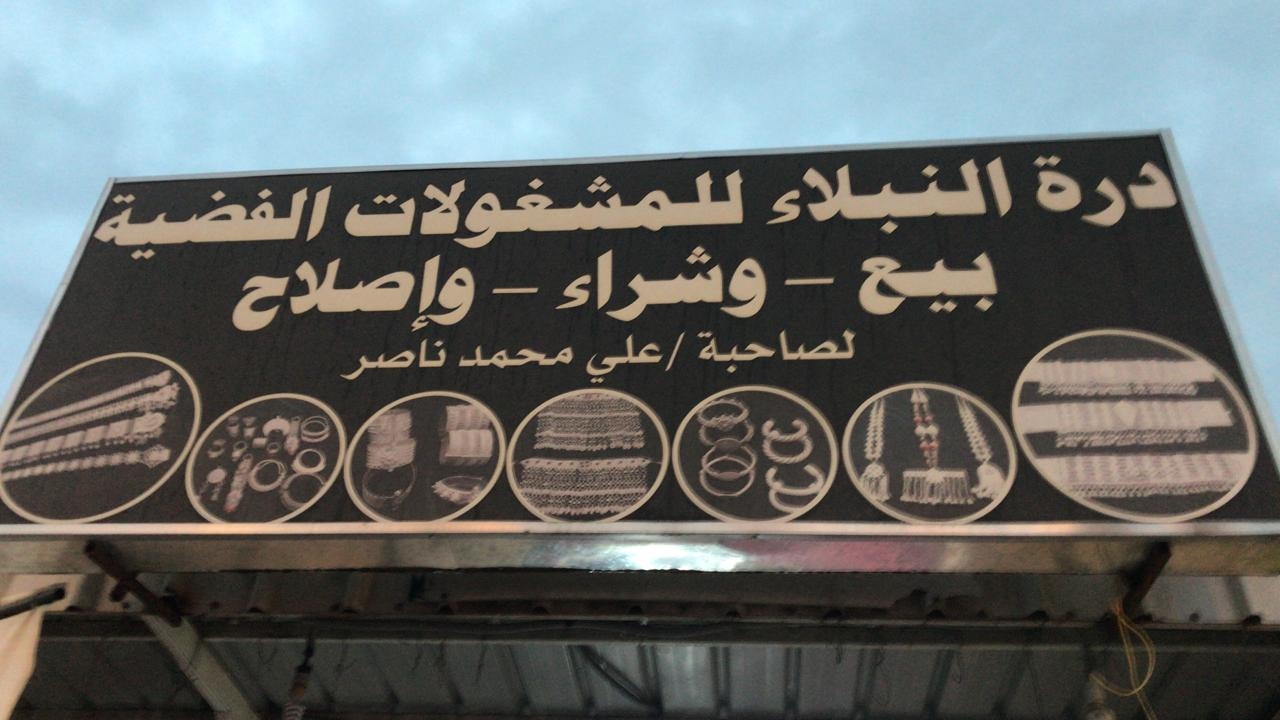 درة النبلاء للمشغولات الفضية
بيع - وشراء - وإصلاح
لصاحبة / علي محمد ناصر